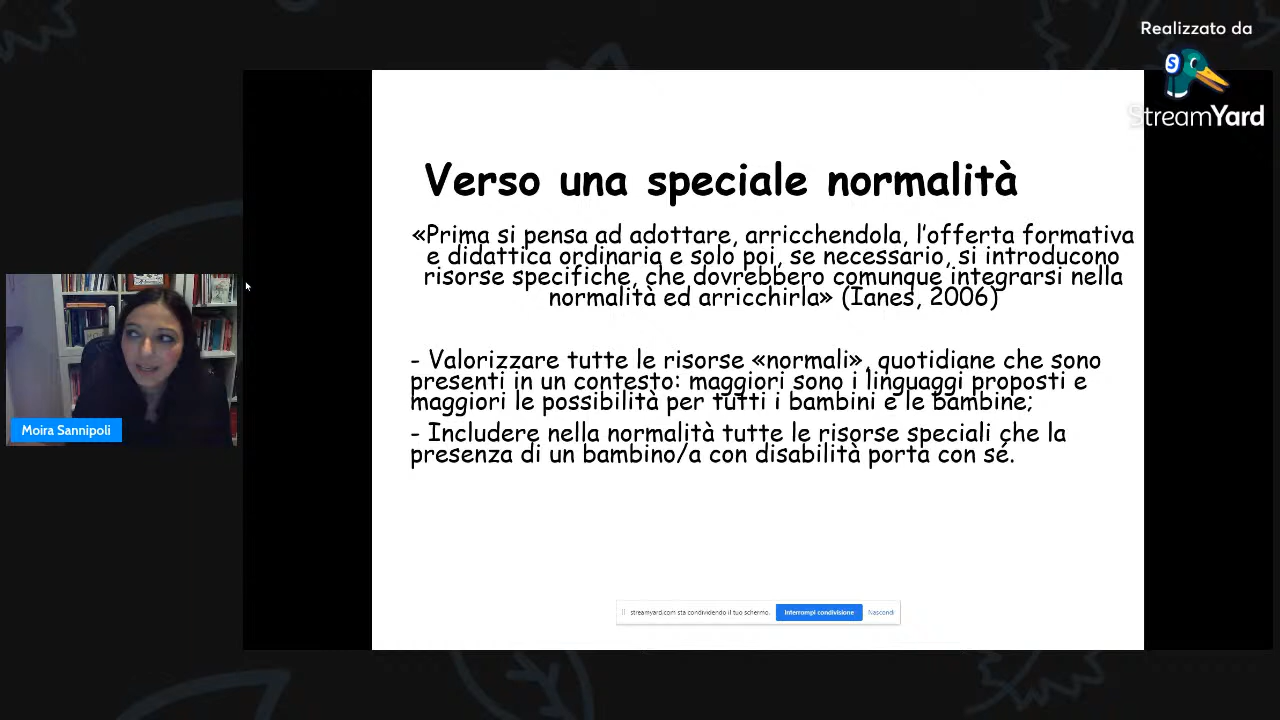 Realizzato da
StreamYard
Verso una speciale normalità
«Prima si pensa ad adottare, arricchendola, l'offerta formativa
e didattica ordinaria e solo poi, se necessario, si introducono
risorse specifiche, che dovrebbero comunque integrarsi nella
normalità ed arricchirla» (Ianes, 2006)
- Valorizzare tutte le risorse «normali», quotidiane che sono
presenti in un contesto: maggiori sono i linguaggi proposti e
maggiori le possibilità per tutti i bambini e le bambine;
- Includere nella normalità tutte le risorse speciali che la
presenza di un bambino/a con disabilità porta con sé.
Moira Sannipoli
streamyard.com sta condividendo il tuo schermo.
Interrompi condivisione
Nascondi